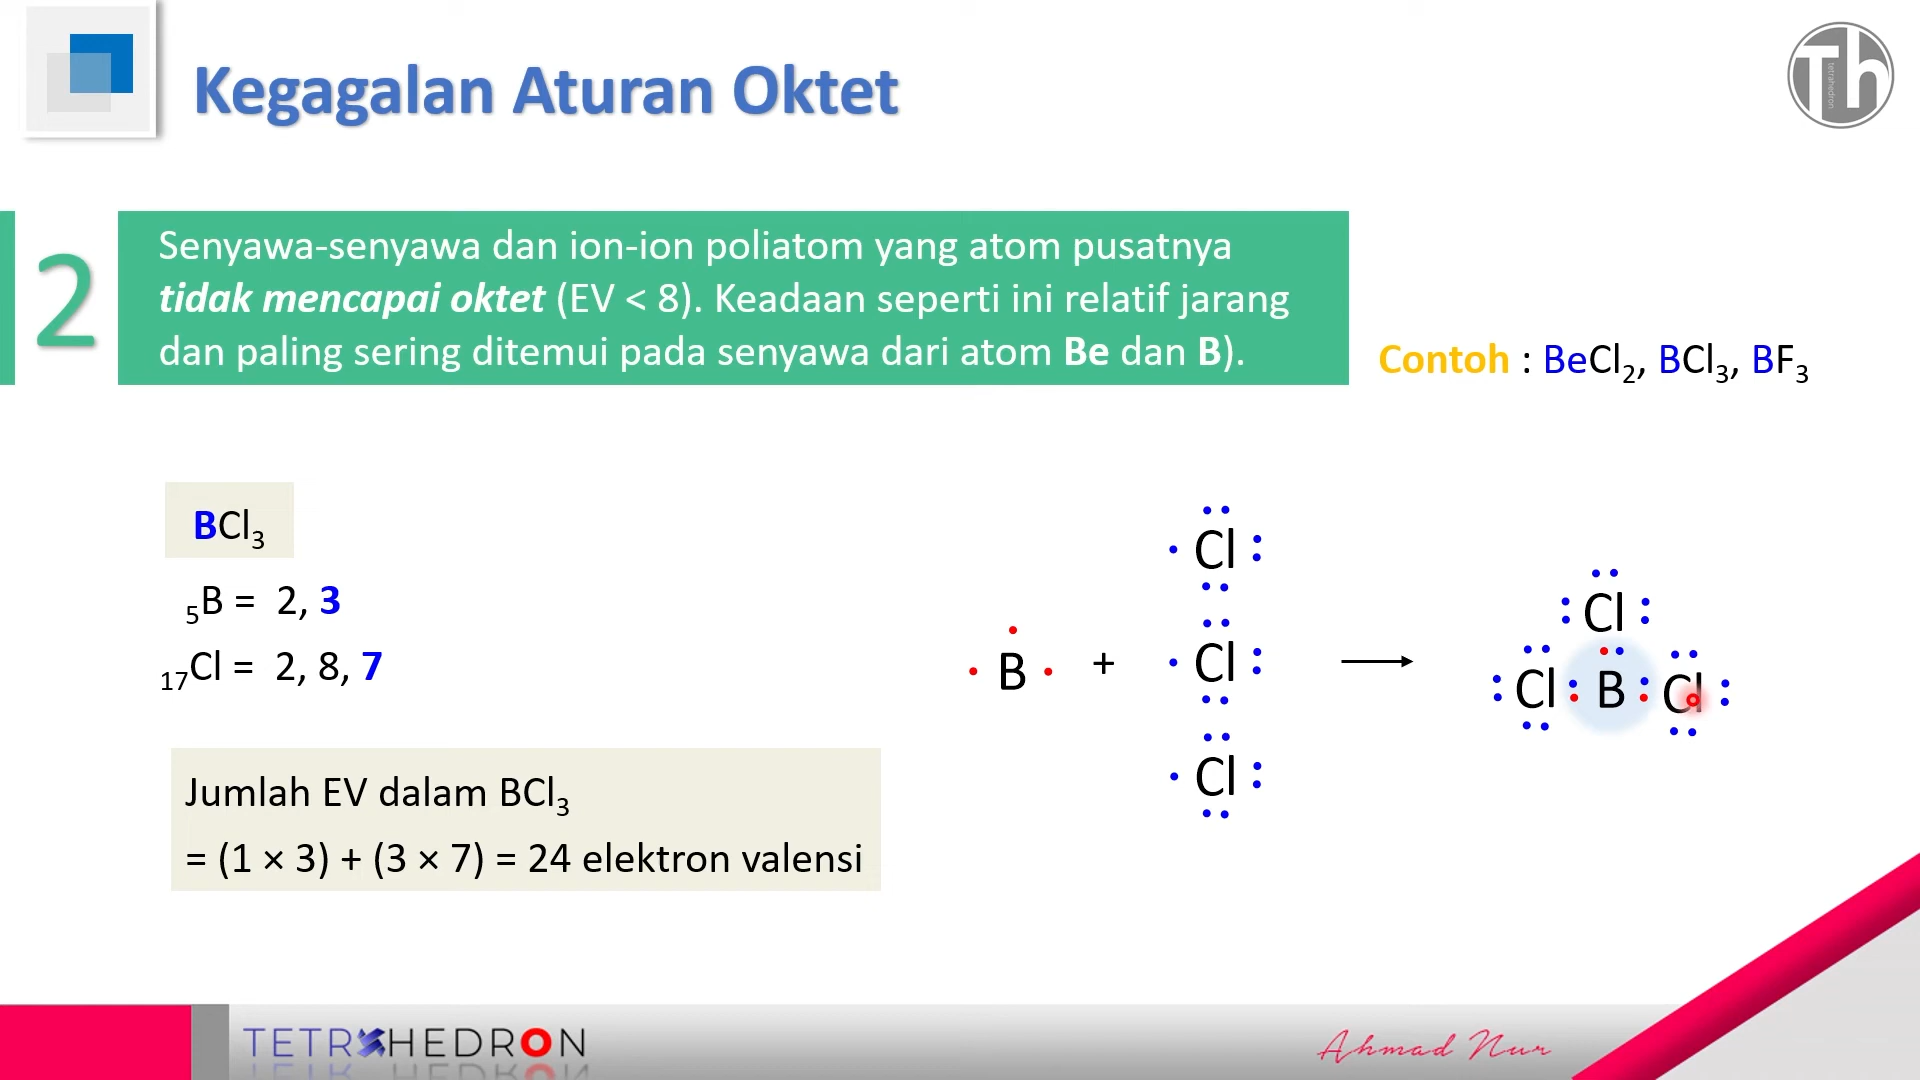 Kegagalan Aturan Oktet
Th
tetrahedron
2
Senyawa-senyawa dan ion-ion poliatom yang atom pusatnya
tidak mencapai oktet (EV < 8). Keadaan seperti ini relatif jarang
dan paling sering ditemui pada senyawa dari atom Be dan B).
Contoh : BeCl₂, BCl₃, BF₃
BCl₃
₅B = 2, 3
₁₇Cl = 2, 8, 7
Jumlah EV dalam BCl₃
= (1 × 3) + (3 × 7) = 24 elektron valensi
Cl
B + Cl
Cl
Cl
Cl B Cl
TETRAHEDRON
Ahmad Nur